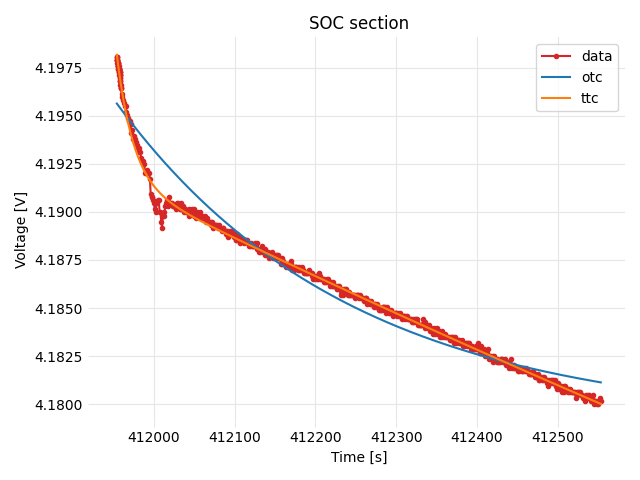 SOC section
data
otc
ttc
4.1975
4.1950
4.1925
4.1900
4.1875
4.1850
4.1825
4.1800
Voltage [V]
412000
412100
412200
412300
412400
412500
Time [s]